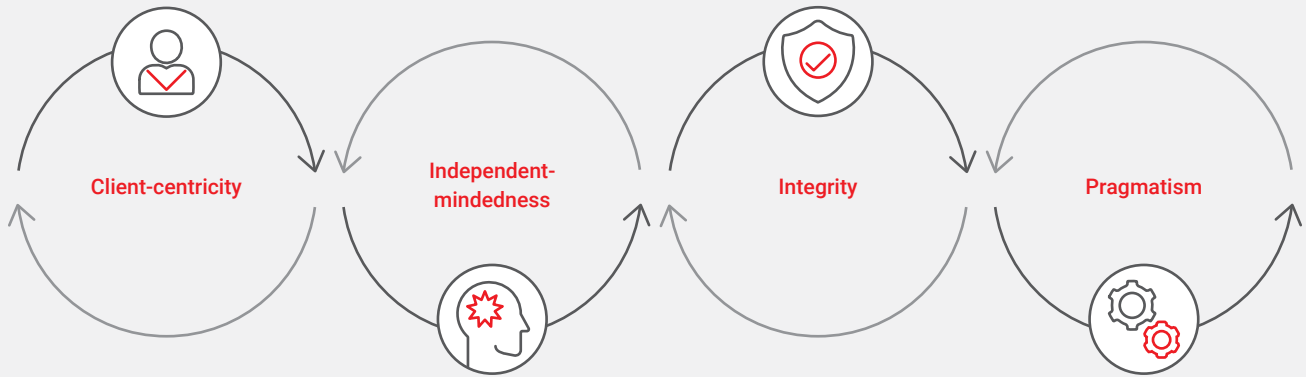 Client-centricity
Independent-
mindedness
Integrity
Pragmatism